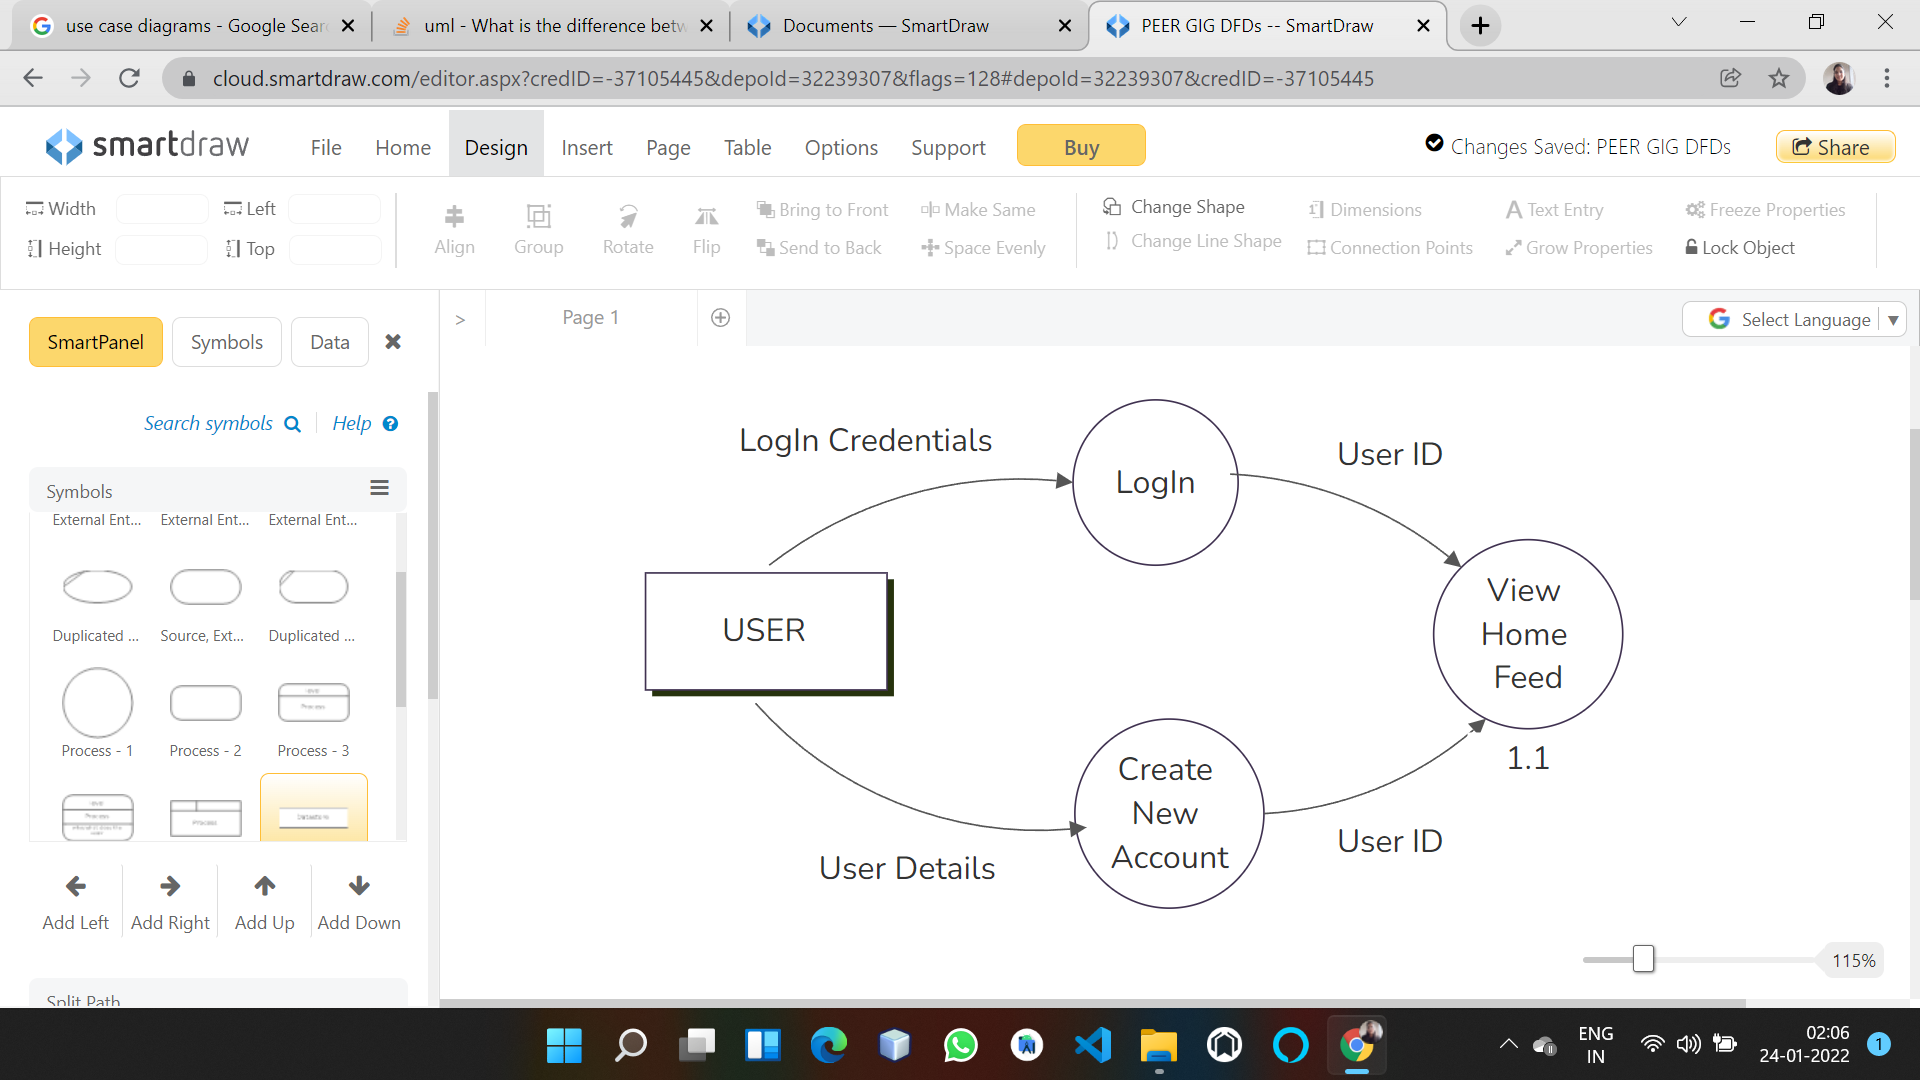 use case diagrams - Google Sear
uml - What is the difference betw
Documents — SmartDraw
PEER GIG DFDs -- SmartDraw
cloud.smartdraw.com/editor.aspx?credID=-37105445&depoId=32239307&flags=128#depoId=32239307&credID=-37105445
smartdraw
File Home Design Insert Page Table Options Support Buy
Changes Saved: PEER GIG DFDs
Share
Width Left
Height Top
Align Group Rotate Flip
Bring to Front Make Same
Send to Back Space Evenly
Change Shape Dimensions Text Entry Freeze Properties
Change Line Shape Connection Points Grow Properties Lock Object
SmartPanel Symbols Data
> Page 1
Select Language
Search symbols Help
Symbols
External Ent... External Ent... External Ent...
Duplicated ... Source, Ext... Duplicated ...
Process - 1 Process - 2 Process - 3
Add Left Add Right Add Up Add Down
Split Path
LogIn Credentials
LogIn
User ID
USER
View
Home
Feed
1.1
Create
New
Account
User Details
User ID
115%
ENG
IN
02:06
24-01-2022
1